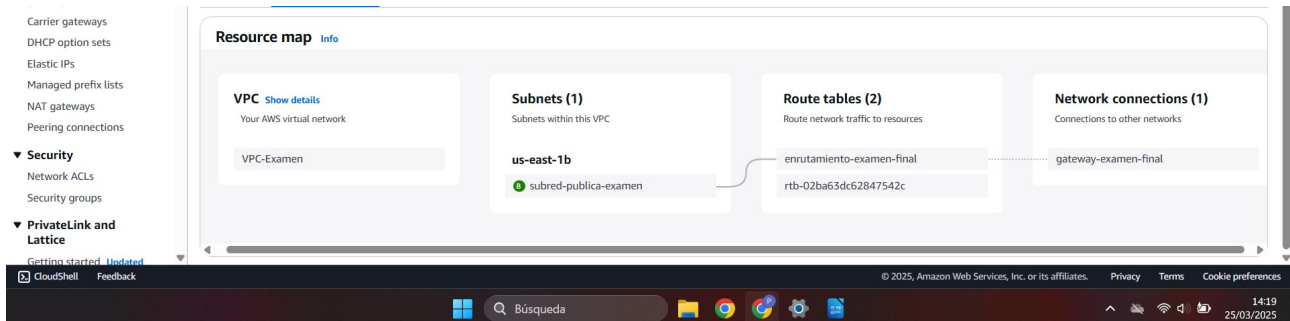 Carrier gateways
DHCP option sets
Elastic IPs
Managed prefix lists
NAT gateways
Peering connections
Security
Network ACLs
Security groups
PrivateLink and
Lattice
Getting started Updated
Resource map Info
VPC Show details
Your AWS virtual network
VPC-Examen
Subnets (1)
Subnets within this VPC
us-east-1b
B subred-publica-examen
Route tables (2)
Route network traffic to resources
enrutamiento-examen-final
rtb-02ba63dc62847542c
Network connections (1)
Connections to other networks
gateway-examen-final
CloudShell Feedback
© 2025, Amazon Web Services, Inc. or its affiliates. Privacy Terms Cookie preferences
Búsqueda
14:19
25/03/2025